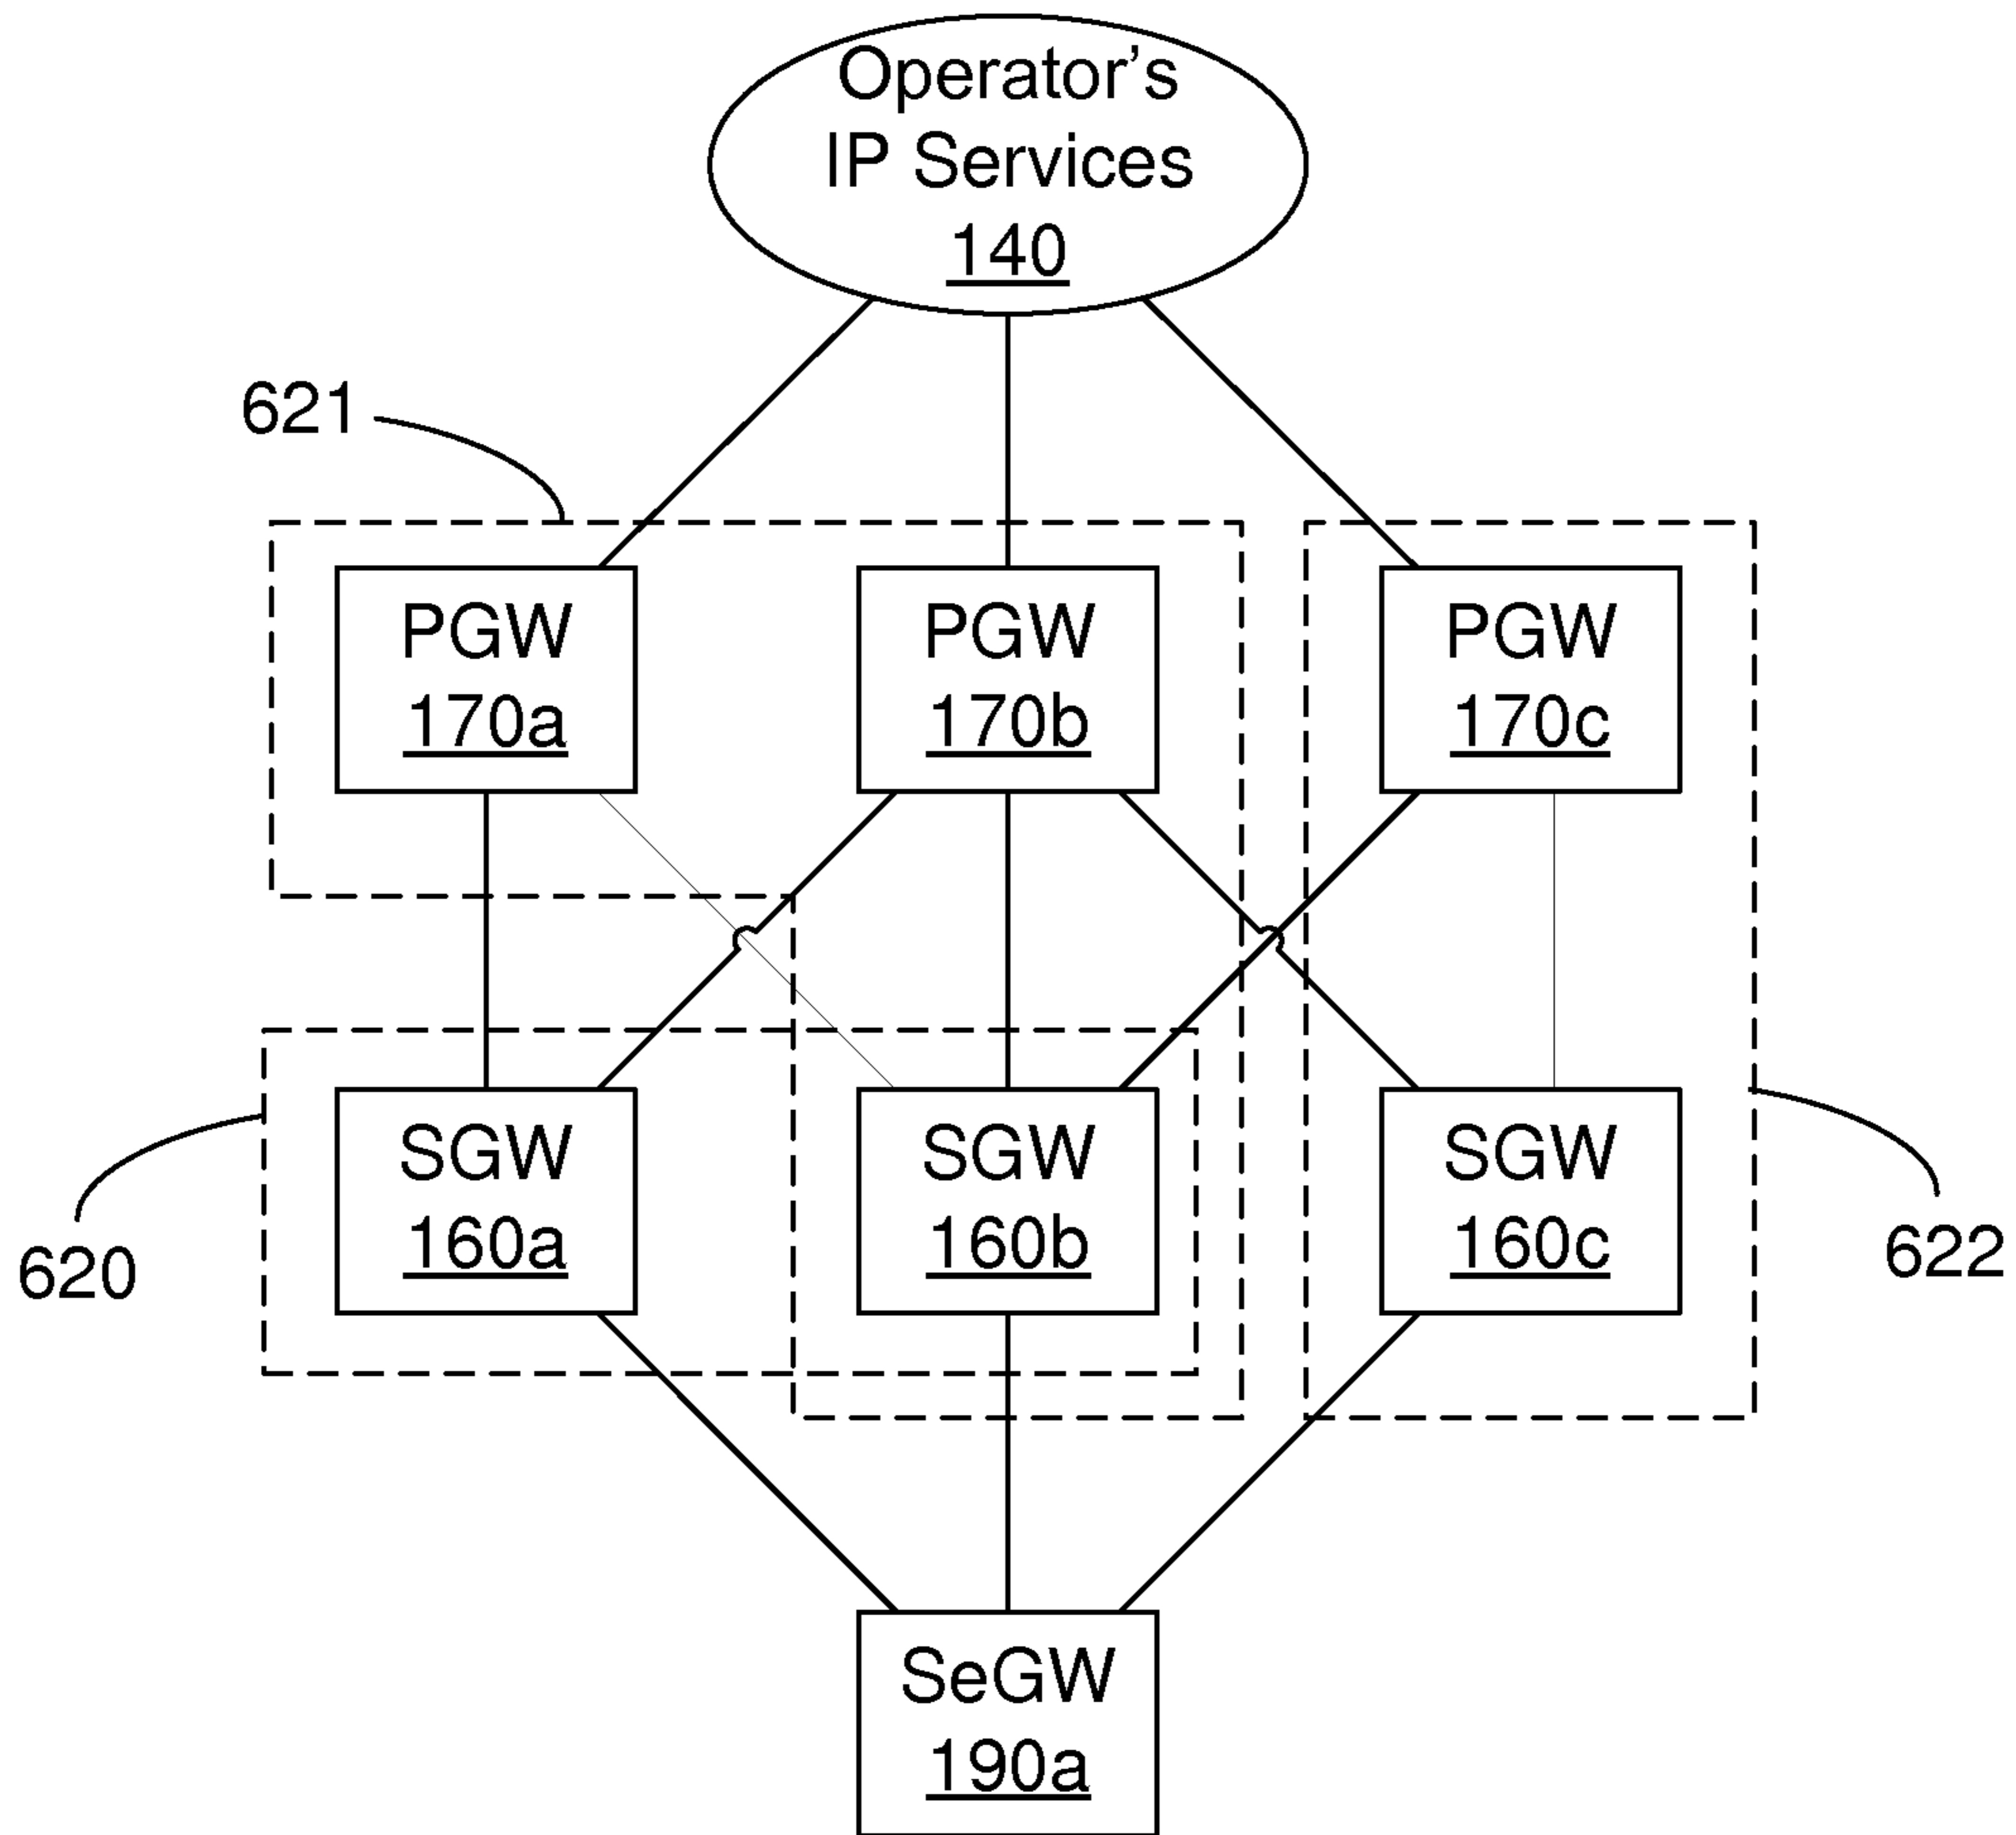 Operator's
IP Services
140
621
PGW
170a
PGW
170b
PGW
170c
SGW
160a
SGW
160b
SGW
160c
620
622
SeGW
190a